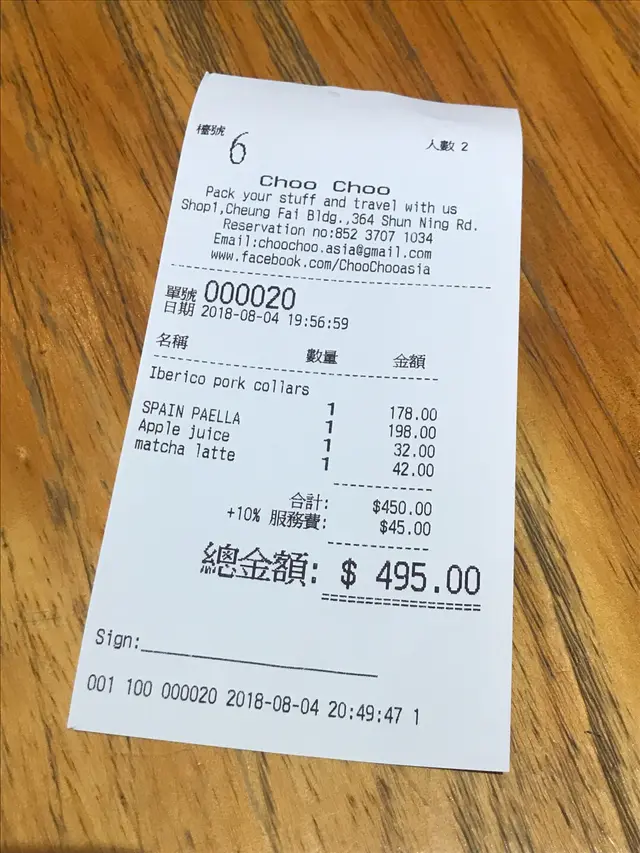 檯號 6 人數 2
Choo Choo
Pack your stuff and travel with us
Shop1,Cheung Fai Bldg.,364 Shun Ning Rd.
Reservation no:852 3707 1034
Email:choochoo.asia@gmail.com
www.facebook.com/ChooChooasia
單號 000020
日期 2018-08-04 19:56:59
名稱 數量 金額
Iberico pork collars
1 178.00
SPAIN PAELLA 1 198.00
Apple juice 1 32.00
matcha latte 1 42.00
合計: $450.00
+10% 服務費: $45.00
總金額: $ 495.00
Sign:
001 100 000020 2018-08-04 20:49:47 1